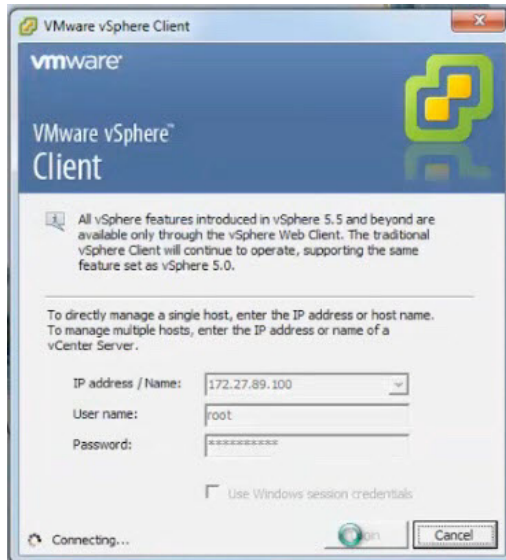 VMware vSphere Client
vmware
VMware vSphere™
Client
All vSphere features introduced in vSphere 5.5 and beyond are
available only through the vSphere Web Client. The traditional
vSphere Client will continue to operate, supporting the same
feature set as vSphere 5.0.
To directly manage a single host, enter the IP address or host name.
To manage multiple hosts, enter the IP address or name of a
vCenter Server.
IP address / Name: 172.27.89.100
User name: root
Password: **********
Use Windows session credentials
Connecting... Cancel